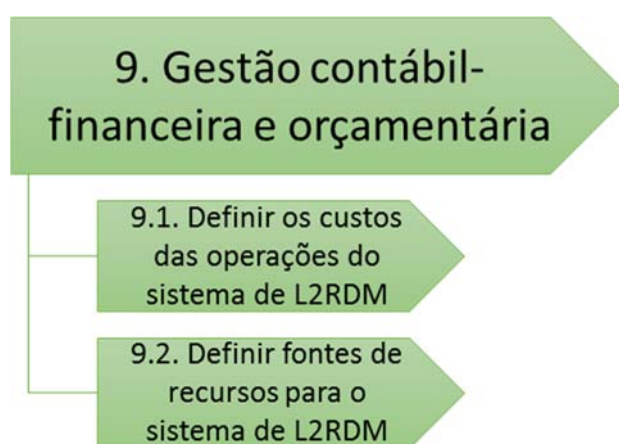 9. Gestão contábil-
financeira e orçamentária
9.1. Definir os custos
das operações do
sistema de L2RDM
9.2. Definir fontes de
recursos para o
sistema de L2RDM